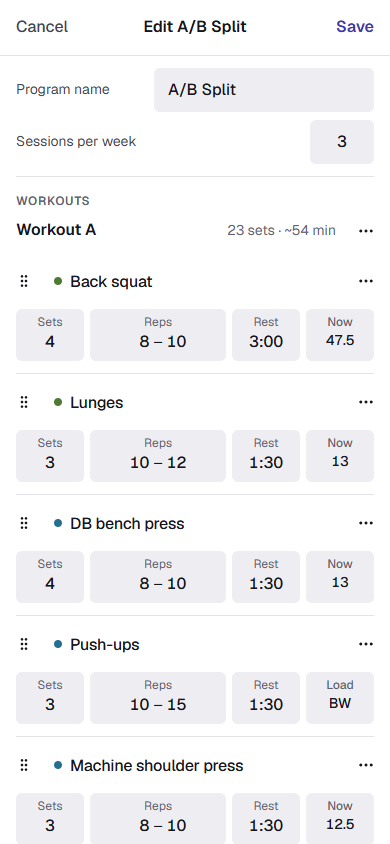 Cancel Edit A/B Split Save
Program name A/B Split
Sessions per week 3
WORKOUTS
Workout A 23 sets · ~54 min
Back squat
Sets Reps Rest Now
4 8 – 10 3:00 47.5
Lunges
Sets Reps Rest Now
3 10 – 12 1:30 13
DB bench press
Sets Reps Rest Now
4 8 – 10 1:30 13
Push-ups
Sets Reps Rest Load
3 10 – 15 1:30 BW
Machine shoulder press
Sets Reps Rest Now
3 8 – 10 1:30 12.5